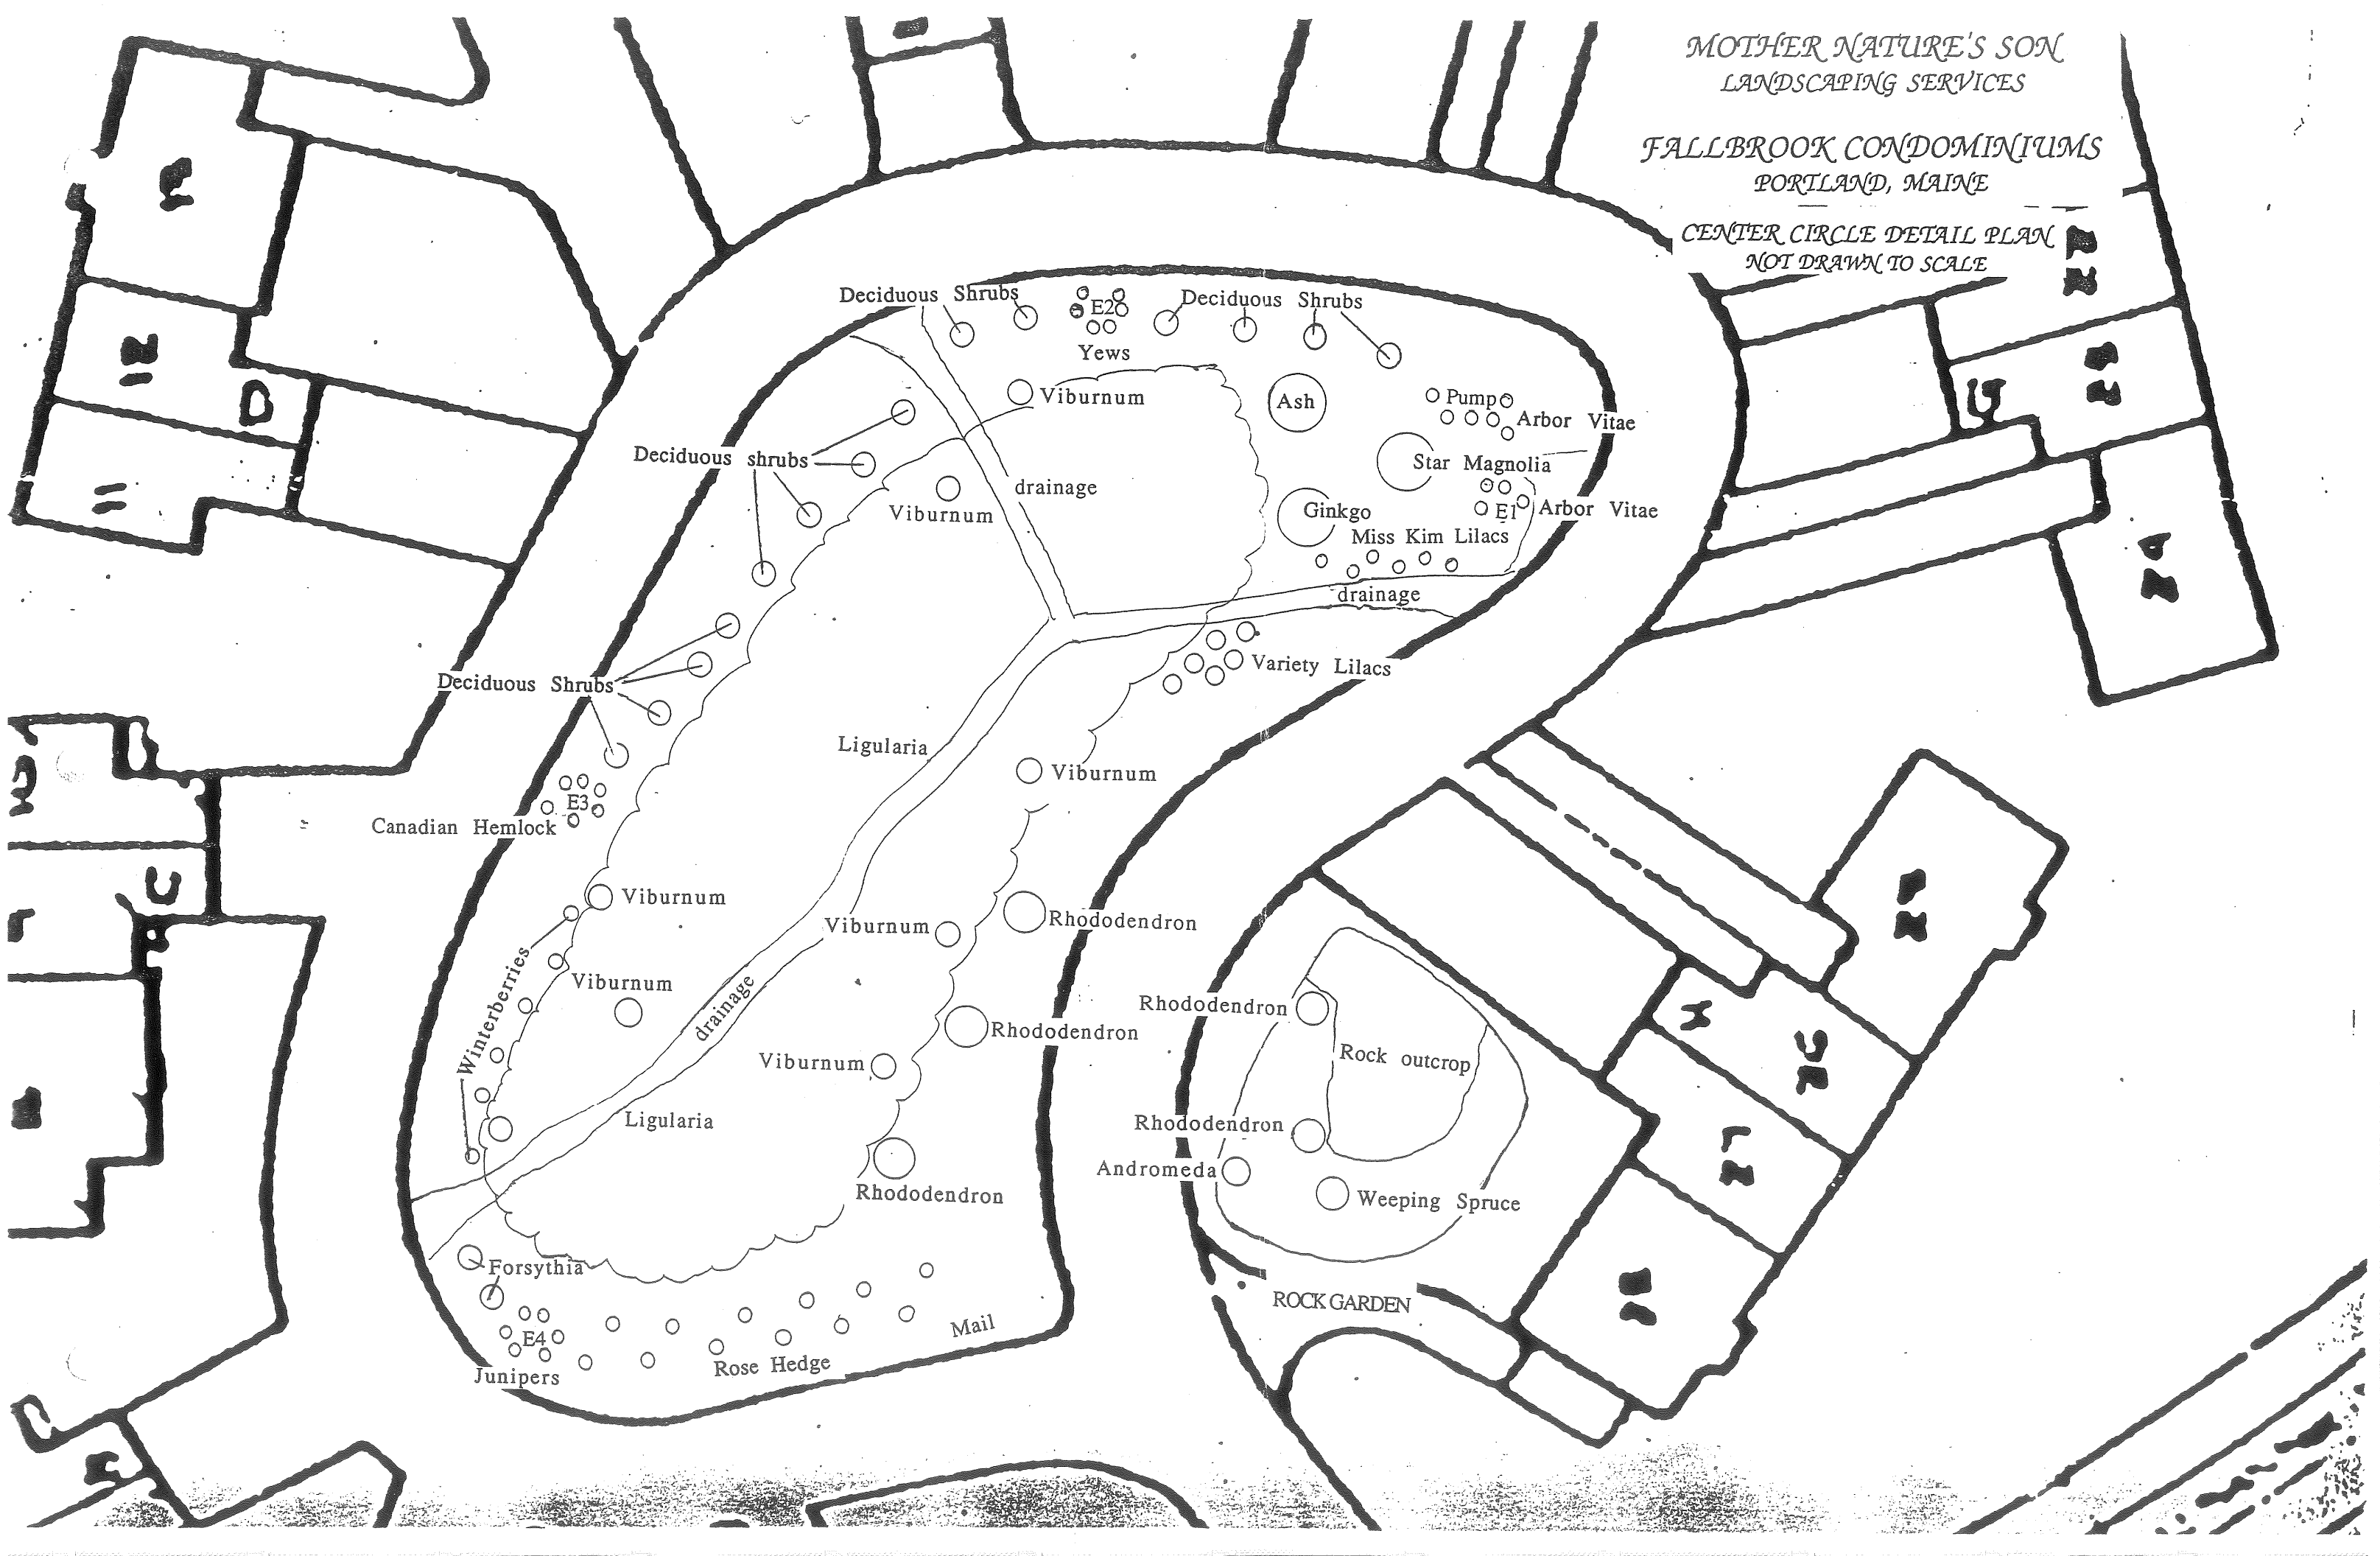 MOTHER NATURE'S SON
LANDSCAPING SERVICES
FALLBROOK CONDOMINIUMS
PORTLAND, MAINE
CENTER CIRCLE DETAIL PLAN
NOT DRAWN TO SCALE
Deciduous Shrubs
E2
Deciduous Shrubs
Yews
Viburnum
Ash
Pump
Arbor Vitae
Deciduous shrubs
Star Magnolia
drainage
Viburnum
Ginkgo
E1
Arbor Vitae
Miss Kim Lilacs
drainage
Variety Lilacs
Deciduous Shrubs
Ligularia
Viburnum
E3
Canadian Hemlock
Viburnum
Viburnum
Rhododendron
Winterberries
Viburnum
drainage
Rhododendron
Rhododendron
Rock outcrop
Viburnum
Ligularia
Rhododendron
Andromeda
Rhododendron
Weeping Spruce
Forsythia
ROCK GARDEN
E4
Mail
Rose Hedge
Junipers
11